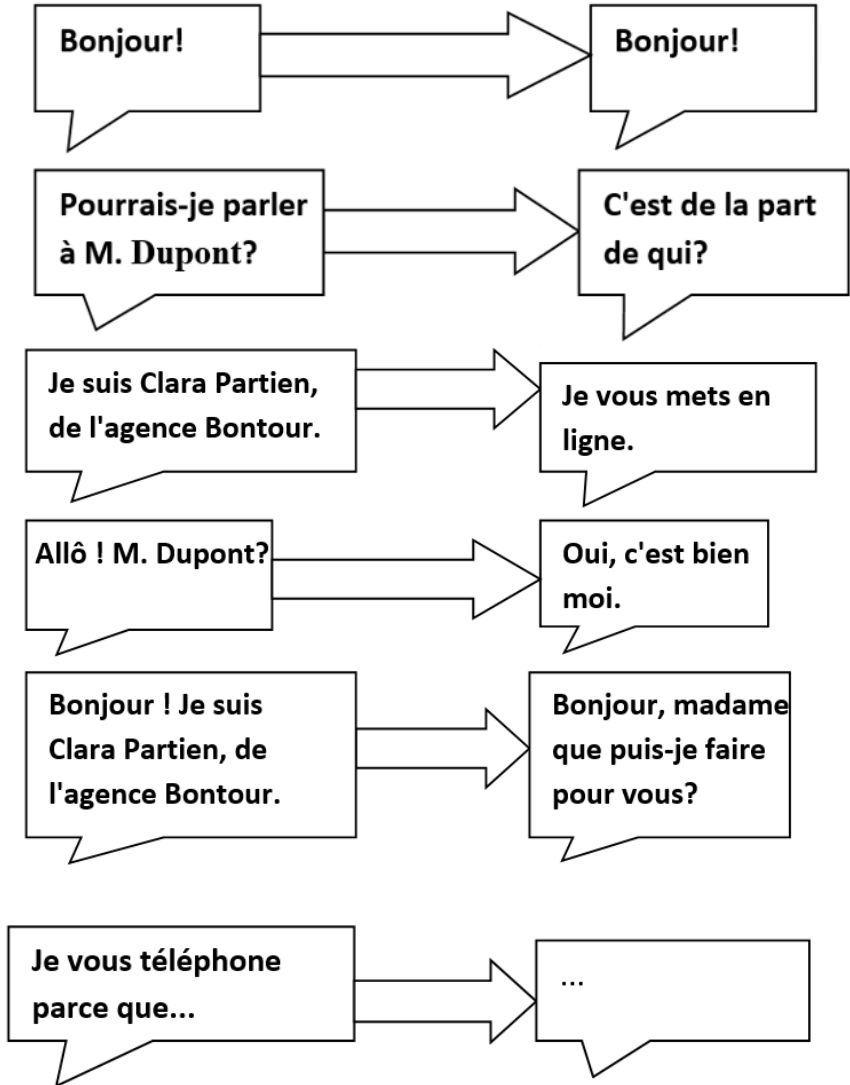 Bonjour!
Bonjour!
Pourrais-je parler
à M. Dupont?
C'est de la part
de qui?
Je suis Clara Partien,
de l'agence Bontour.
Je vous mets en
ligne.
Allô ! M. Dupont?
Oui, c'est bien
moi.
Bonjour ! Je suis
Clara Partien, de
l'agence Bontour.
Bonjour, madame
que puis-je faire
pour vous?
Je vous téléphone
parce que...
...